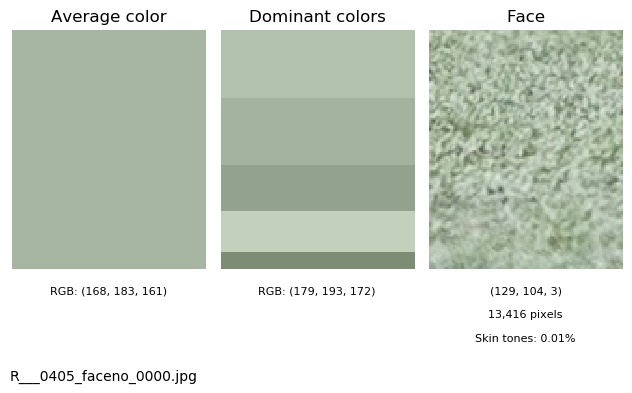 Average color
Dominant colors
Face
RGB: (168, 183, 161)
RGB: (179, 193, 172)
(129, 104, 3)
13,416 pixels
Skin tones: 0.01%
R___0405_faceno_0000.jpg